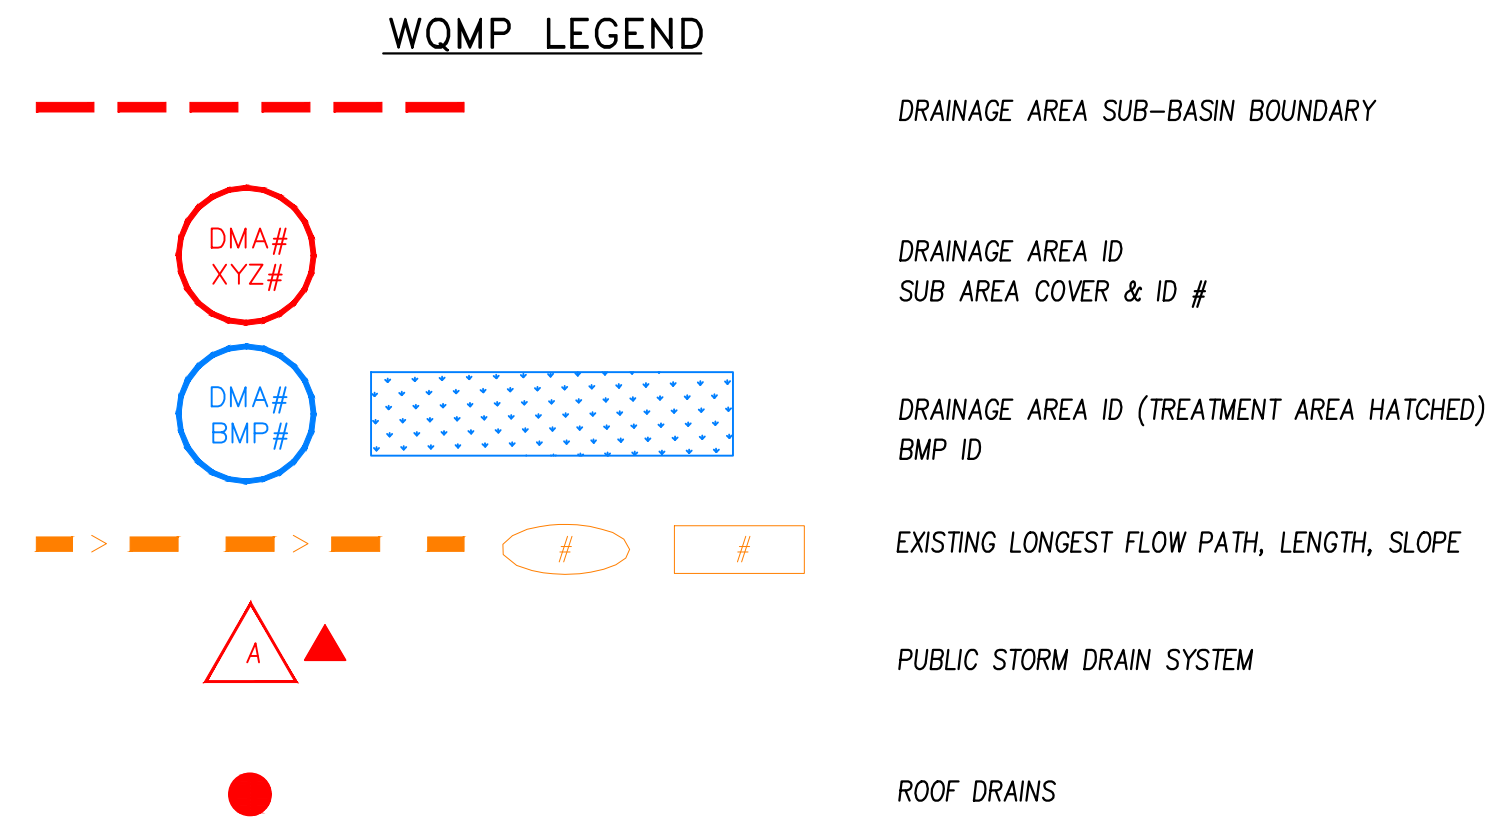 WQMP LEGEND
DRAINAGE AREA SUB-BASIN BOUNDARY
DMA#
XYZ#
DRAINAGE AREA ID
SUB AREA COVER & ID #
DMA#
BMP#
DRAINAGE AREA ID (TREATMENT AREA HATCHED)
BMP ID
# #
EXISTING LONGEST FLOW PATH, LENGTH, SLOPE
A
PUBLIC STORM DRAIN SYSTEM
ROOF DRAINS